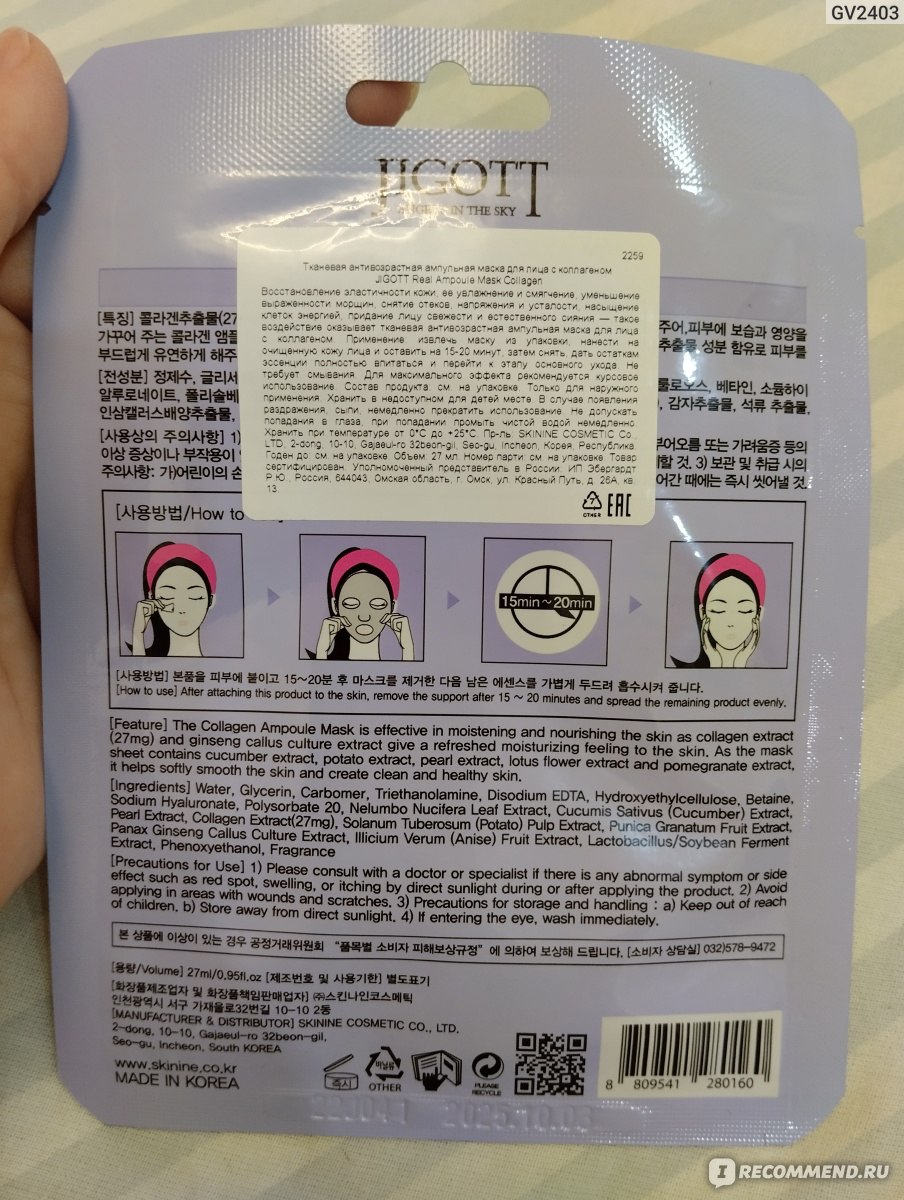 GV2403
JIGOTT
IN THE SKY
2259
Тканевая антивозрастная ампульная маска для лица с коллагеном
JIGOTT Real Ampoule Mask Collagen
Восстановление эластичности кожи, ее увлажнение и смягчение, уменьшение
выраженности морщин, снятие отеков, напряжения и усталости, насыщение
клеток энергией, придание лицу свежести и естественного сияния — такое
воздействие оказывает тканевая антивозрастная ампульная маска для лица
с коллагеном. Применение: извлечь маску из упаковки, нанести на
очищенную кожу лица и оставить на 15-20 минут, затем снять, дать остаткам
эссенции полностью впитаться и перейти к этапу основного ухода. Не
требует смывания. Для максимального эффекта рекомендуется курсовое
использование. Состав продукта: см. на упаковке. Только для наружного
применения. Хранить в недоступном для детей месте. В случае появления
раздражения, сыпи, немедленно прекратить использование. Не допускать
попадания в глаза, при попадании промыть чистой водой немедленно.
Хранить при температуре от 0°C до +25°C. Пр-ль: SKININE COSMETIC Co.,
LTD, 2-dong, 10-10, Gajaeul-ro 32beon-gil, Seo-gu, Incheon, Корея, Республика.
Годен до: см. на упаковке. Объем: 27 мл. Номер парти: см. на упаковке. Товар
сертифицирован. Уполномоченный представитель в России: ИП Эбергардт
Р.Ю., Россия, 644043, Омская область, г. Омск, ул. Красный Путь, д. 26А, кв.
13.
7
OTHER EAC
[특징] 콜라겐추출물(27
주어,피부에 보습과 영양을
가꾸어 주는 콜라겐 앰플
추출물 성분 함유로 피부를
부드럽게 유연하게 해주
[전성분] 정제수, 글리세
룰로오스, 베타인, 소듐하이
알루로네이트, 폴리솔베
감자추출물, 석류 추출물,
인삼캘러스배양추출물,
[사용상의 주의사항] 1)
부어오름 또는 가려움증 등의
이상 증상이나 부작용이
할 것. 3) 보관 및 취급 시의
주의사항: 가)어린이의 손
어간 때에는 즉시 씻어낼 것.
[사용방법/How to
15min~20min
[사용방법] 본품을 피부에 붙이고 15~20분 후 마스크를 제거한 다음 남은 에센스를 가볍게 두드려 흡수시켜 줍니다.
[How to use] After attaching this product to the skin, remove the support after 15 ~ 20 minutes and spread the remaining product evenly.
[Feature] The Collagen Ampoule Mask is effective in moistening and nourishing the skin as collagen extract
(27mg) and ginseng callus culture extract give a refreshed moisturizing feeling to the skin. As the mask
sheet contains cucumber extract, potato extract, pearl extract, lotus flower extract and pomegranate extract,
it helps softly smooth the skin and create clean and healthy skin.
[Ingredients] Water, Glycerin, Carbomer, Triethanolamine, Disodium EDTA, Hydroxyethylcellulose, Betaine,
Sodium Hyaluronate, Polysorbate 20, Nelumbo Nucifera Leaf Extract, Cucumis Sativus (Cucumber) Extract,
Pearl Extract, Collagen Extract(27mg), Solanum Tuberosum (Potato) Pulp Extract, Punica Granatum Fruit Extract,
Panax Ginseng Callus Culture Extract, Illicium Verum (Anise) Fruit Extract, Lactobacillus/Soybean Ferment
Extract, Phenoxyethanol, Fragrance
[Precautions for Use] 1) Please consult with a doctor or specialist if there is any abnormal symptom or side
effect such as red spot, swelling, or itching by direct sunlight during or after applying the product. 2) Avoid
applying in areas with wounds and scratches. 3) Precautions for storage and handling : a) Keep out of reach
of children. b) Store away from direct sunlight. 4) If entering the eye, wash immediately.
본 상품에 이상이 있는 경우 공정거래위원회 "품목별 소비자 피해보상규정" 에 의하여 보상해 드립니다. [소비자 상담실] 032)578-9472
[용량/Volume] 27ml/0.95fl.oz [제조번호 및 사용기한] 별도표기
[화장품제조업자 및 화장품책임판매업자] ㈜스킨나인코스메틱
인천광역시 서구 가재울로32번길 10-10 2동
[MANUFACTURER & DISTRIBUTOR] SKININE COSMETIC CO., LTD.
2-dong, 10-10, Gajaeul-ro 32beon-gil,
Seo-gu, Incheon, South KOREA
www.skinine.co.kr
MADE IN KOREA
즉시
비닐류
OTHER
PLEASE
RECYCLE
8 809541 280160
2025.10.03
IRECOMMEND.RU